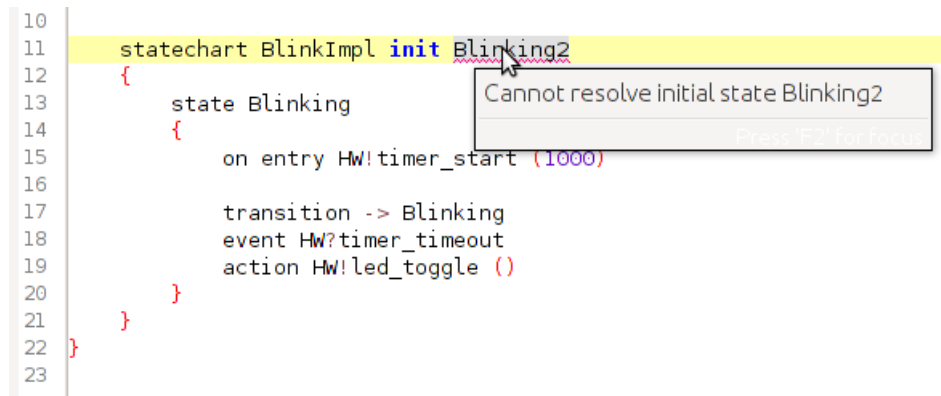 10
11 statechart BlinkImpl init Blinking2
12 {
Cannot resolve initial state Blinking2
13 state Blinking
14 {
Press 'F2' for focus
15 on entry HW!timer_start (1000)
16
17 transition -> Blinking
18 event HW?timer_timeout
19 action HW!led_toggle ()
20 }
21 }
22 }
23